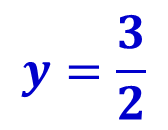 y = 3/2